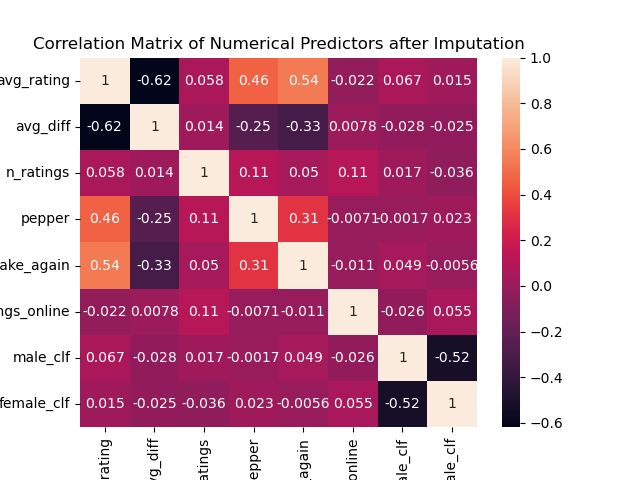 Correlation Matrix of Numerical Predictors after Imputation
avg_rating 1 -0.62 0.058 0.46 0.54 -0.022 0.067 0.015
avg_diff -0.62 1 0.014 -0.25 -0.33 0.0078 -0.028 -0.025
n_ratings 0.058 0.014 1 0.11 0.05 0.11 0.017 -0.036
pepper 0.46 -0.25 0.11 1 0.31 -0.0071 -0.0017 0.023
ake_again 0.54 -0.33 0.05 0.31 1 -0.011 0.049 -0.0056
ngs_online -0.022 0.0078 0.11 -0.0071 -0.011 1 -0.026 0.055
male_clf 0.067 -0.028 0.017 -0.0017 0.049 -0.026 1 -0.52
female_clf 0.015 -0.025 -0.036 0.023 -0.0056 0.055 -0.52 1
rating
vg_diff
atings
epper
_again
online
ale_clf
ale_clf
1.0
0.8
0.6
0.4
0.2
0.0
−0.2
−0.4
−0.6